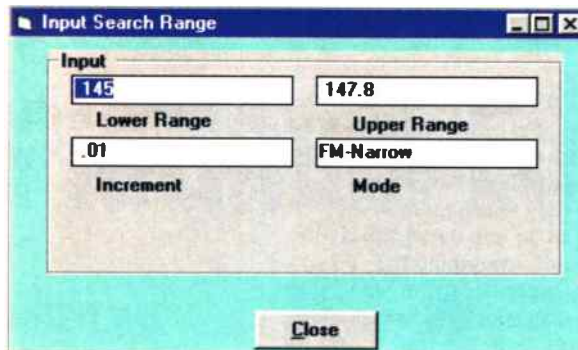 Input Search Range
Input
145
147.8
Lower Range
Upper Range
.01
FM-Narrow
Increment
Mode
Close